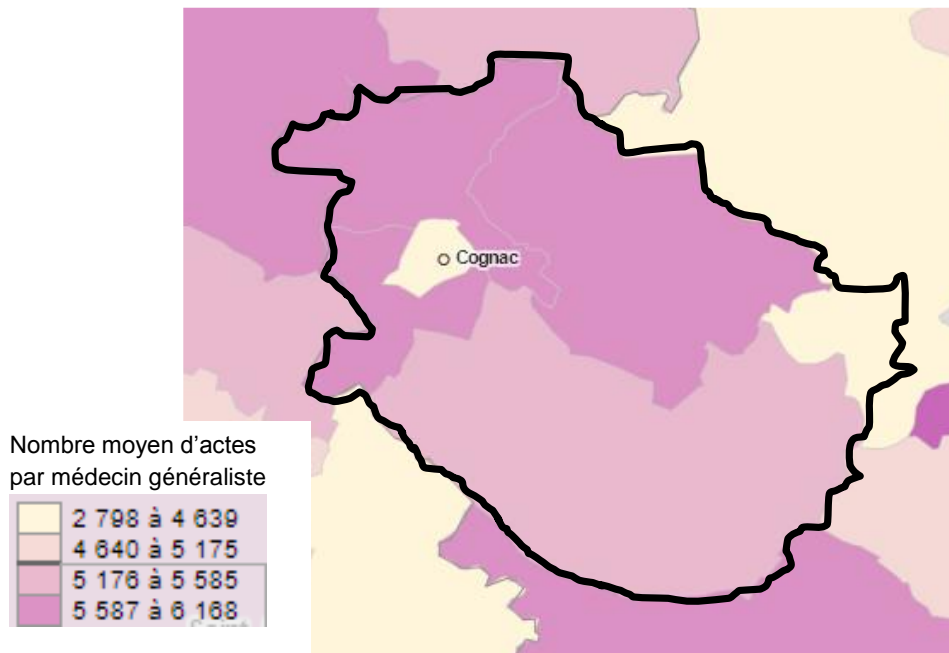 Cognac
Nombre moyen d’actes
par médecin généraliste
2 798 à 4 639
4 640 à 5 175
5 176 à 5 585
5 587 à 6 168